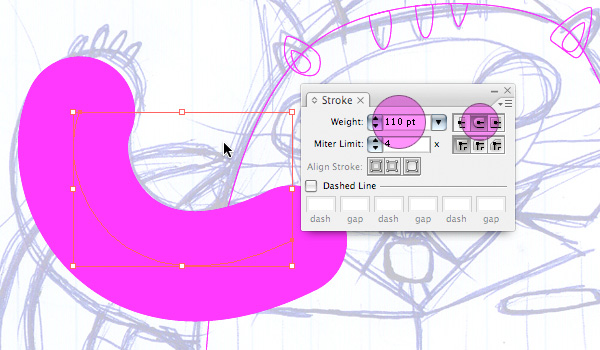 Stroke
Weight: 110 pt
Miter Limit: 4 x
Align Stroke:
Dashed Line
dash gap dash gap dash gap